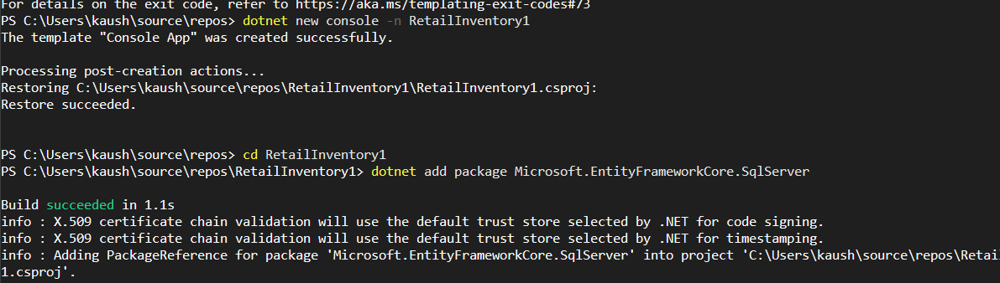 For details on the exit code, refer to https://aka.ms/templating-exit-codes#73
PS C:\Users\kaush\source\repos> dotnet new console -n RetailInventory1
The template "Console App" was created successfully.
Processing post-creation actions...
Restoring C:\Users\kaush\source\repos\RetailInventory1\RetailInventory1.csproj:
Restore succeeded.
PS C:\Users\kaush\source\repos> cd RetailInventory1
PS C:\Users\kaush\source\repos\RetailInventory1> dotnet add package Microsoft.EntityFrameworkCore.SqlServer
Build succeeded in 1.1s
info : X.509 certificate chain validation will use the default trust store selected by .NET for code signing.
info : X.509 certificate chain validation will use the default trust store selected by .NET for timestamping.
info : Adding PackageReference for package 'Microsoft.EntityFrameworkCore.SqlServer' into project 'C:\Users\kaush\source\repos\Retai
1.csproj'.